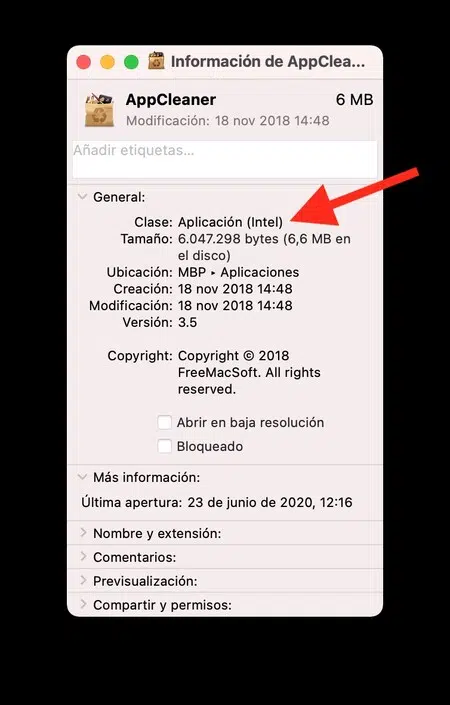 Información de AppClea...
AppCleaner 6 MB
Modificación: 18 nov 2018 14:48
Añadir etiquetas...
General:
Clase: Aplicación (Intel)
Tamaño: 6.047.298 bytes (6,6 MB en
el disco)
Ubicación: MBP ▸ Aplicaciones
Creación: 18 nov 2018 14:48
Modificación: 18 nov 2018 14:48
Versión: 3.5
Copyright: Copyright © 2018
FreeMacSoft. All rights
reserved.
Abrir en baja resolución
Bloqueado
Más información:
Última apertura: 23 de junio de 2020, 12:16
Nombre y extensión:
Comentarios:
Previsualización:
Compartir y permisos: